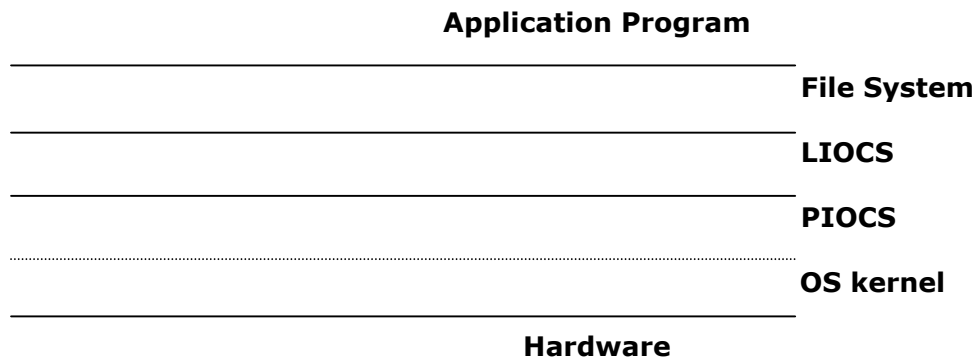 Application Program
File System
LIOCS
PIOCS
OS kernel
Hardware